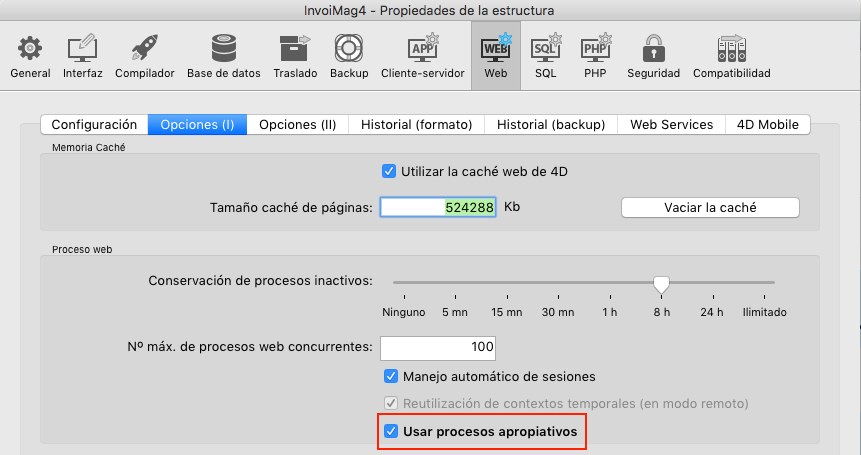 InvoiMag4 - Propiedades de la estructura
APP WEB SQL PHP
General Interfaz Compilador Base de datos Traslado Backup Cliente-servidor Web SQL PHP Seguridad Compatibilidad
Configuración Opciones (I) Opciones (II) Historial (formato) Historial (backup) Web Services 4D Mobile
Memoria Caché
Utilizar la caché web de 4D
Tamaño caché de páginas: 524288 Kb Vaciar la caché
Proceso web
Conservación de procesos inactivos:
Ninguno 5 mn 15 mn 30 mn 1 h 8 h 24 h Ilimitado
Nº máx. de procesos web concurrentes: 100
Manejo automático de sesiones
Reutilización de contextos temporales (en modo remoto)
Usar procesos apropiativos